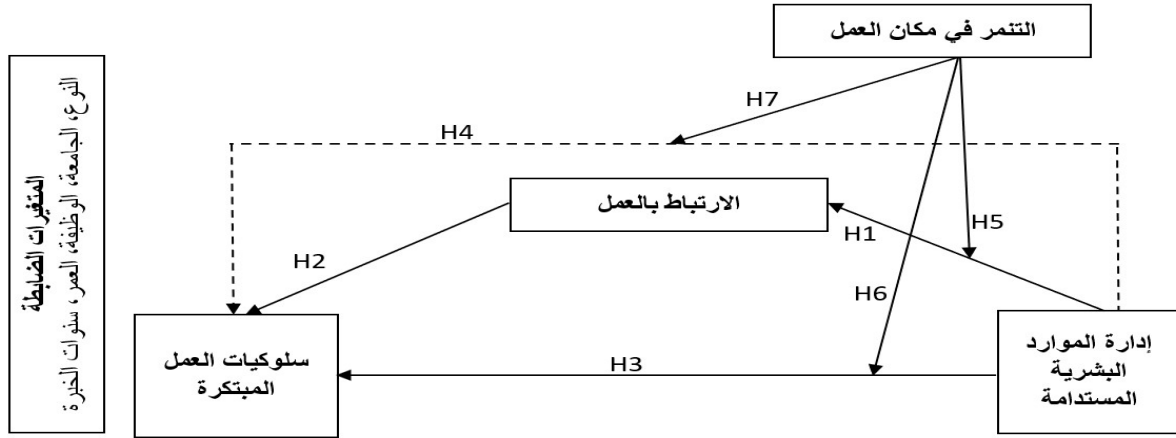 التنمر في مكان العمل
H7
H4
الارتباط بالعمل
H1
H5
H2
H6
إدارة الموارد
البشرية
المستدامة
H3
سلوكيات العمل
المبتكرة
المتغيرات الضابطة
النوع، الجامعة، الوظيفة، العمر، سنوات الخبرة